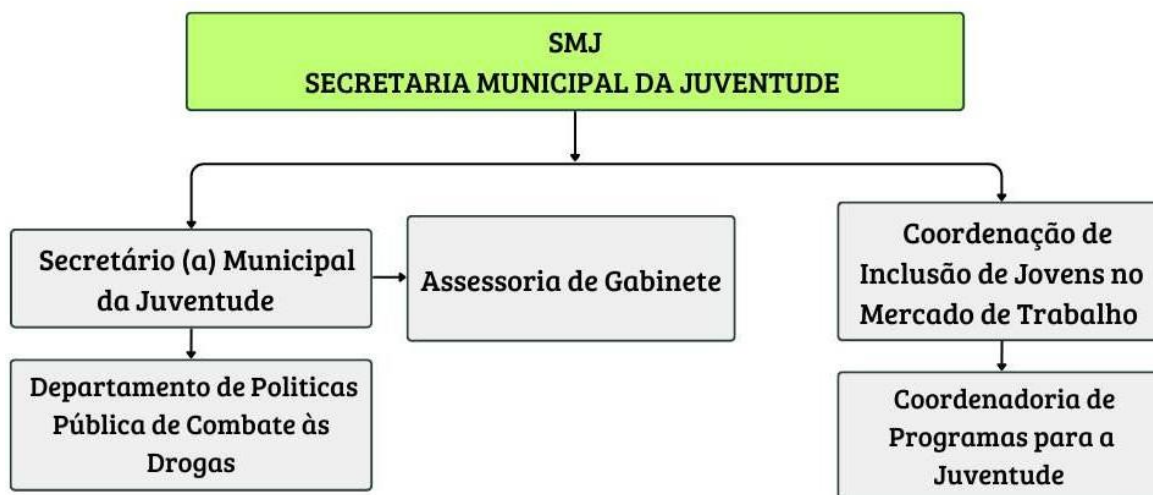 SMJ
SECRETARIA MUNICIPAL DA JUVENTUDE
Secretário (a) Municipal
da Juventude
Assessoria de Gabinete
Coordenação de
Inclusão de Jovens no
Mercado de Trabalho
Departamento de Politicas
Pública de Combate às
Drogas
Coordenadoria de
Programas para a
Juventude